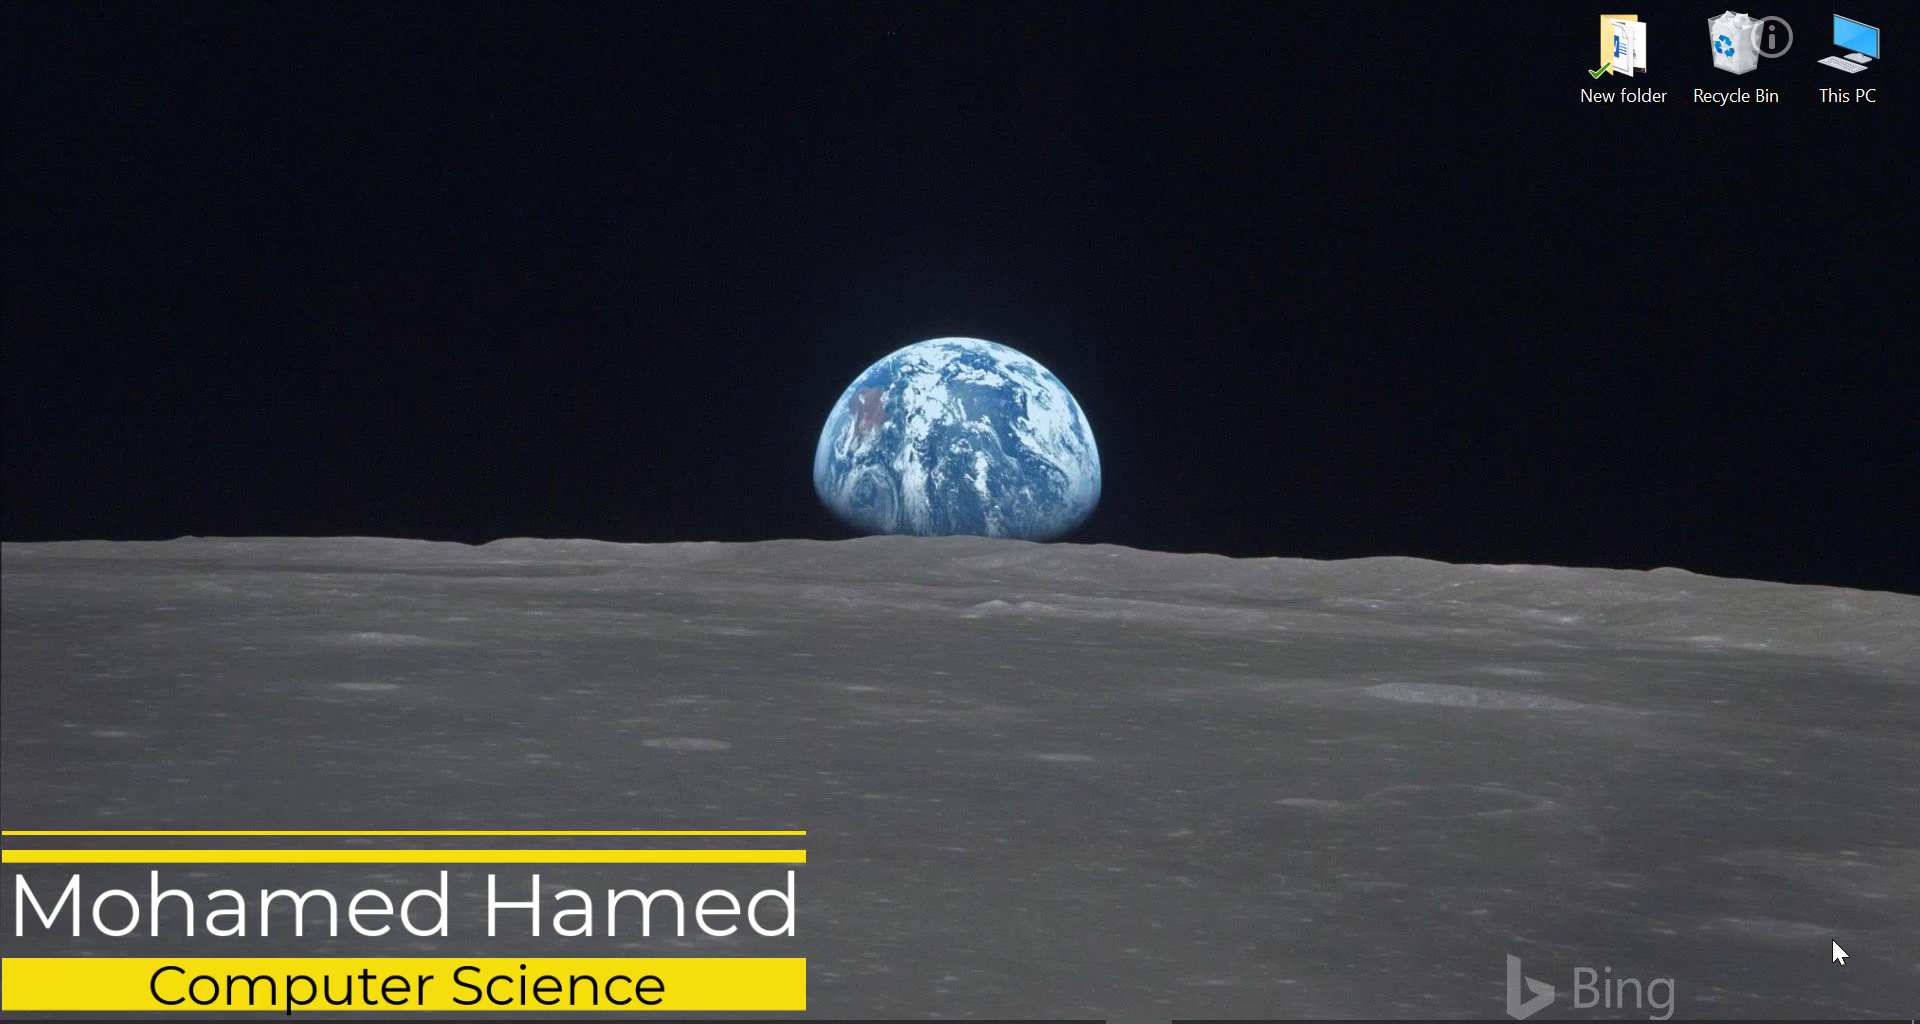 New folder
Recycle Bin
This PC
Mohamed Hamed
Computer Science
Bing